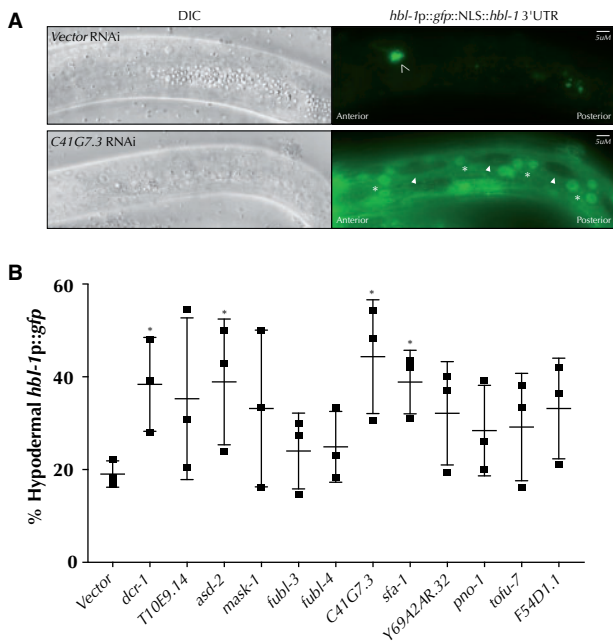 A
DIC
hbl-1p::gfp::NLS::hbl-1 3'UTR
Vector RNAi
>
5uM
Anterior
Posterior
C41G7.3 RNAi
5uM
* * * *
Anterior
Posterior
B
% Hypodermal hbl-1p::gfp
60
40
20
0
* * * *
Vector
dcr-1
T10E9.14
asd-2
mask-1
fubl-3
fubl-4
C41G7.3
sfa-1
Y69A2AR.32
pno-1
tofu-7
F54D1.1